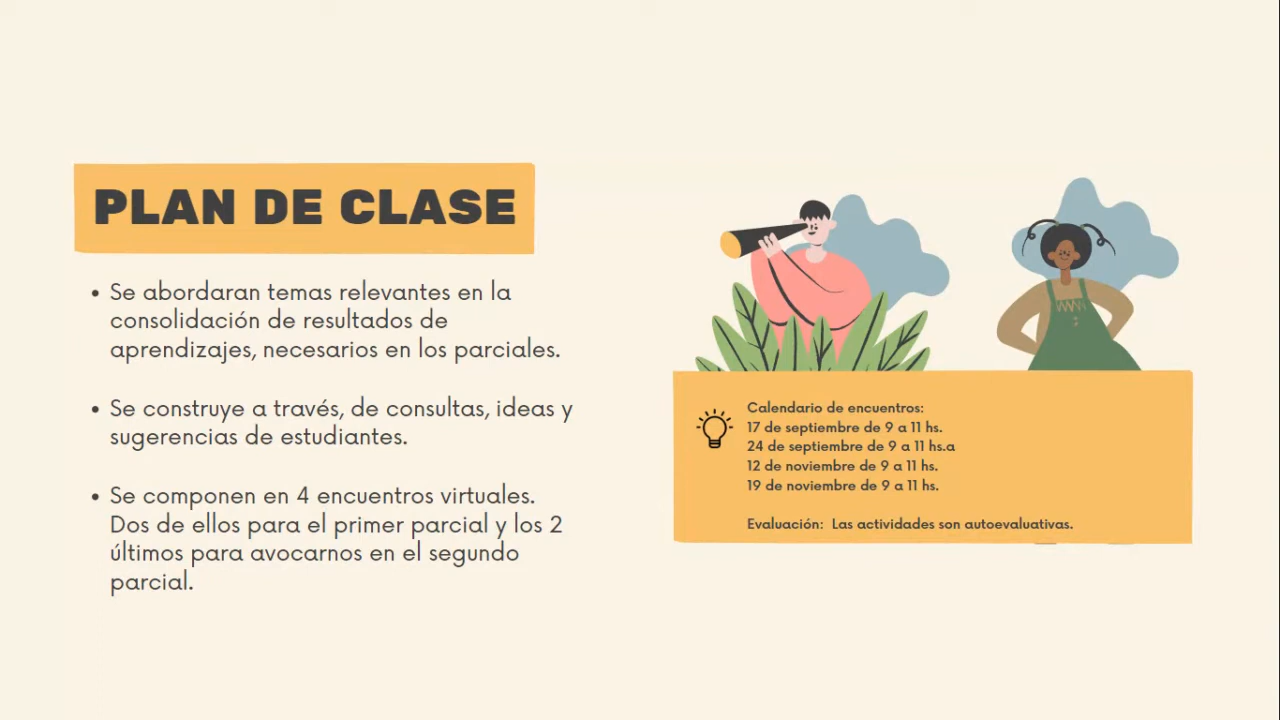 PLAN DE CLASE
• Se abordaran temas relevantes en la
consolidación de resultados de
aprendizajes, necesarios en los parciales.
• Se construye a través, de consultas, ideas y
sugerencias de estudiantes.
• Se componen en 4 encuentros virtuales.
Dos de ellos para el primer parcial y los 2
últimos para avocarnos en el segundo
parcial.
Calendario de encuentros:
17 de septiembre de 9 a 11 hs.
24 de septiembre de 9 a 11 hs.a
12 de noviembre de 9 a 11 hs.
19 de noviembre de 9 a 11 hs.
Evaluación: Las actividades son autoevaluativas.